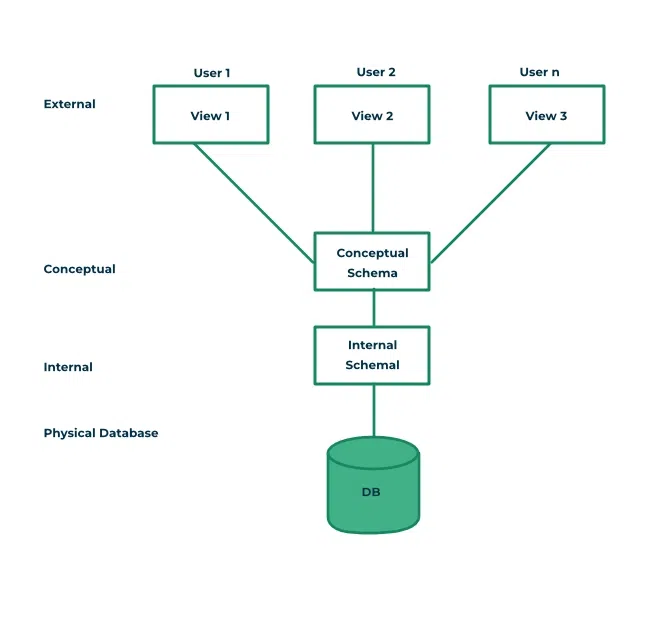 User 1
User 2
User n
External
View 1
View 2
View 3
Conceptual
Schema
Conceptual
Internal
Schemal
Internal
Physical Database
DB